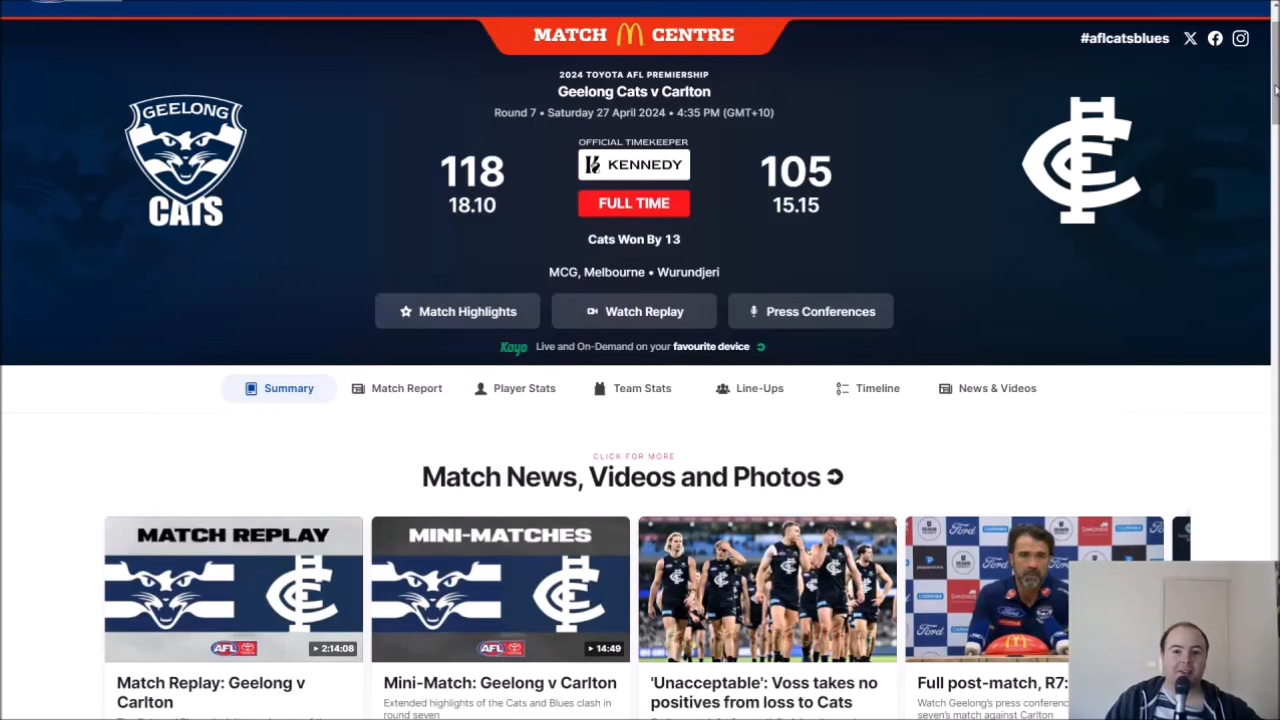 MATCH CENTRE
#aflcatsblues
2024 TOYOTA AFL PREMIERSHIP
Geelong Cats v Carlton
Round 7 • Saturday 27 April 2024 • 4:35 PM (GMT+10)
GEELONG
CATS
118
18.10
OFFICIAL TIMEKEEPER
KENNEDY
FULL TIME
105
15.15
Cats Won By 13
MCG, Melbourne • Wurundjeri
Match Highlights
Watch Replay
Press Conferences
Kayo Live and On-Demand on your favourite device
Summary
Match Report
Player Stats
Team Stats
Line-Ups
Timeline
News & Videos
CLICK FOR MORE
Match News, Videos and Photos
MATCH REPLAY
AFL
2:14:08
Match Replay: Geelong v
Carlton
MINI-MATCHES
AFL
14:49
Mini-Match: Geelong v Carlton
Extended highlights of the Cats and Blues clash in
round seven
'Unacceptable': Voss takes no
positives from loss to Cats
Ford
Ford
Ford
SIMONDS
Full post-match, R7:
Watch Geelong's press conferenc
seven's match against Carlton